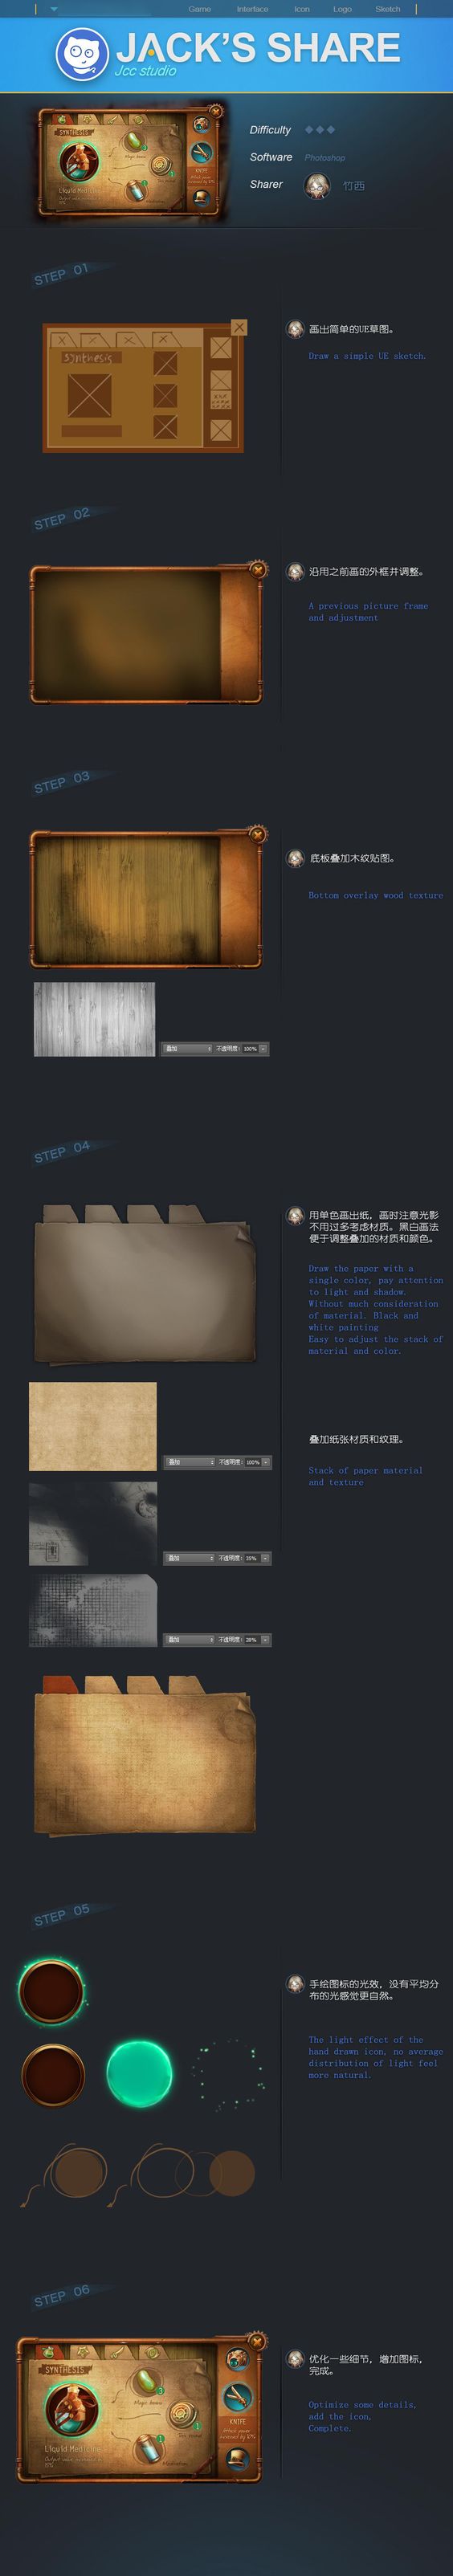 Game Interface Icon Logo Sketch
JACK'S SHARE
Jcc studio
SYNTHESIS
Liquid Medicine
KNIFE
Difficulty
Software Photoshop
Sharer 竹西
STEP 01
Synthesis
画出简单的UE草图。
Draw a simple UE sketch.
STEP 02
沿用之前画的外框并调整。
A previous picture frame
and adjustment
STEP 03
底板叠加木纹贴图。
Bottom overlay wood texture
叠加 不透明度: 100%
STEP 04
用单色画出纸，画时注意光影
不用过多考虑材质。黑白画法
便于调整叠加的材质和颜色。
Draw the paper with a
single color, pay attention
to light and shadow.
Without much consideration
of material. Black and
white painting
Easy to adjust the stack of
material and color.
叠加纸张材质和纹理。
叠加 不透明度: 100%
Stack of paper material
and texture
叠加 不透明度: 35%
叠加 不透明度: 28%
STEP 05
手绘图标的光效，没有平均分
布的光感觉更自然。
The light effect of the
hand drawn icon, no average
distribution of light feel
more natural.
STEP 06
优化一些细节，增加图标，
完成。
Optimize some details,
add the icon,
Complete.
SYNTHESIS
3
Magic beans
1
KNIFE
Attack power
increased by 10%
Liquid Medicine
1